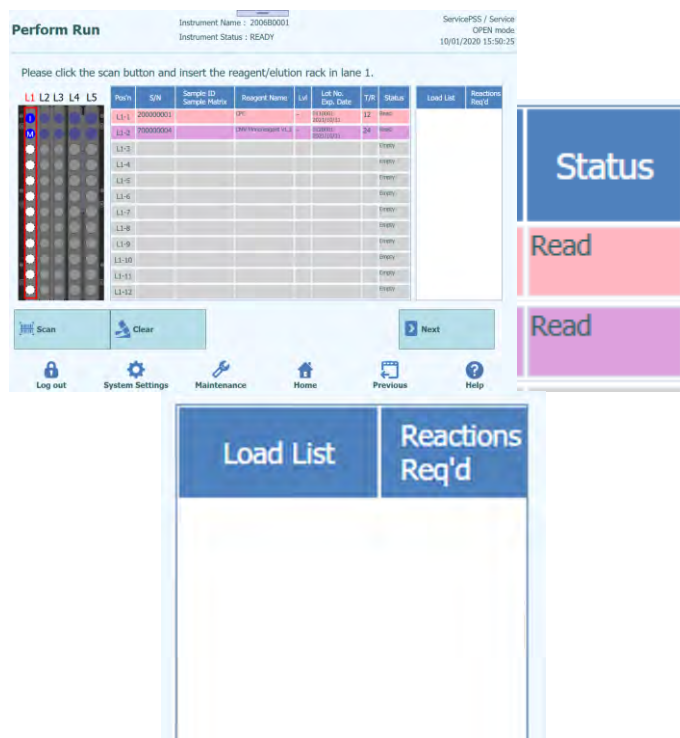 Perform Run
Instrument Name : 2006B0001
Instrument Status : READY
ServicePSS / Service
OPEN mode
10/01/2020 15:50:25
Please click the scan button and insert the reagent/elution rack in lane 1.
L1 L2 L3 L4 L5
Pos'n S/N Sample ID Sample Matrix Reagent Name Lvl Lot No. Exp. Date T/R Status
I L1-1 200000001 CPC - 12 Read
M L1-2 700000004 - 24 Read
L1-3 Empty
L1-4 Empty
L1-5 Empty
L1-6 Empty
L1-7 Empty
L1-8 Empty
L1-9 Empty
L1-10 Empty
L1-11 Empty
L1-12 Empty
Load List Reactions Req'd
Scan
Clear
Next
Log out
System Settings
Maintenance
Home
Previous
Help
Status
Read
Read
Load List
Reactions
Req'd